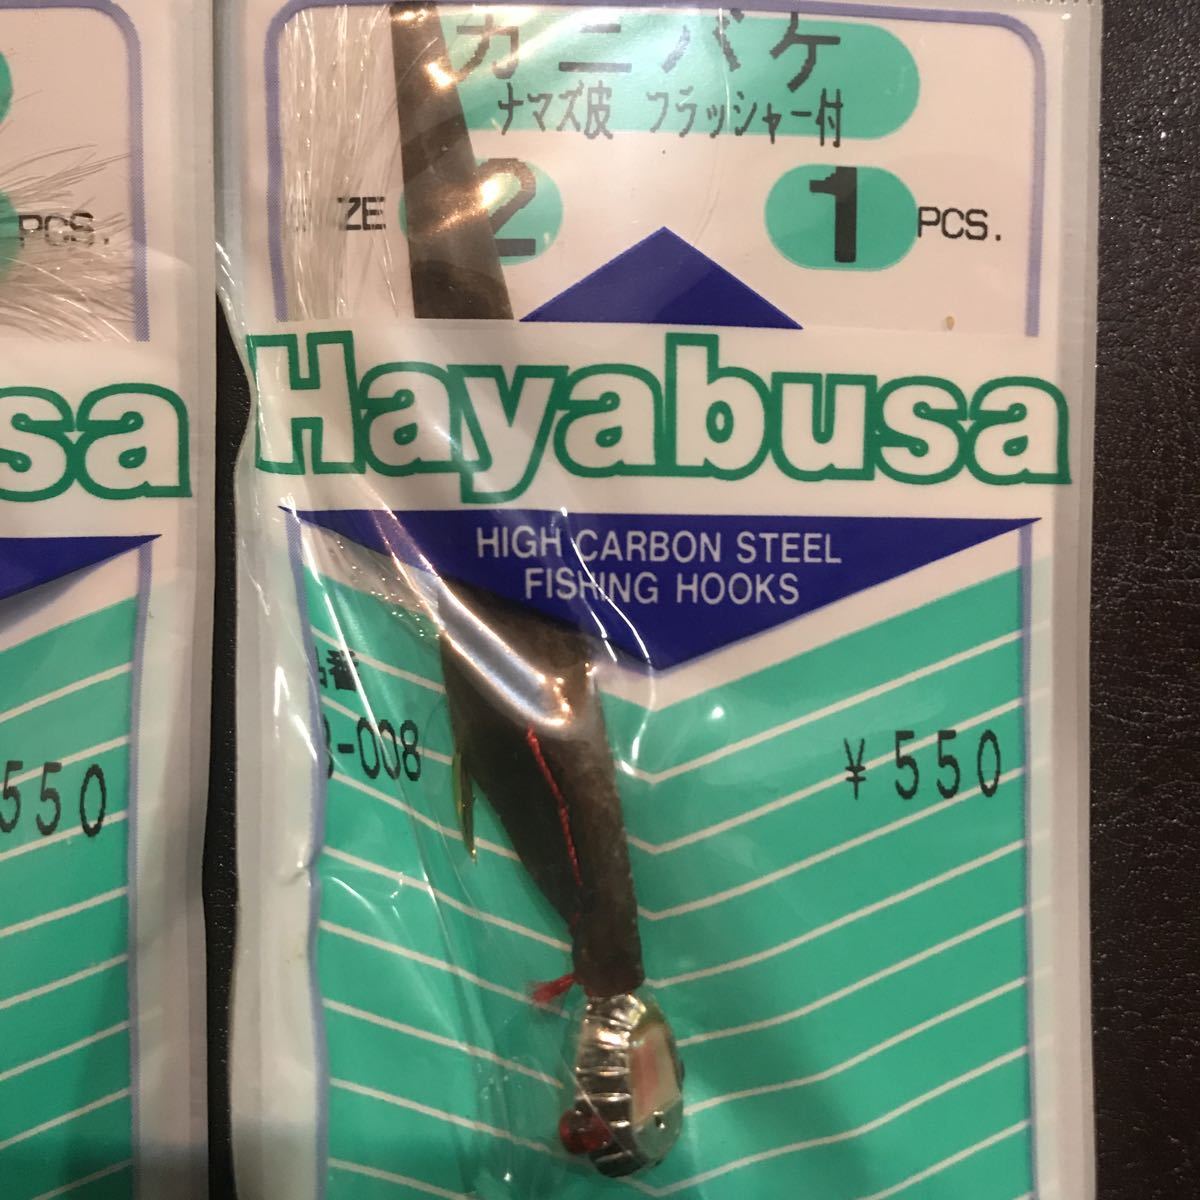 カニバケ
ナマズ皮 フラッシャー付
ZE 2 1 PCS.
Hayabusa
HIGH CARBON STEEL
FISHING HOOKS
番
-008
¥550
PCS.
sa
550